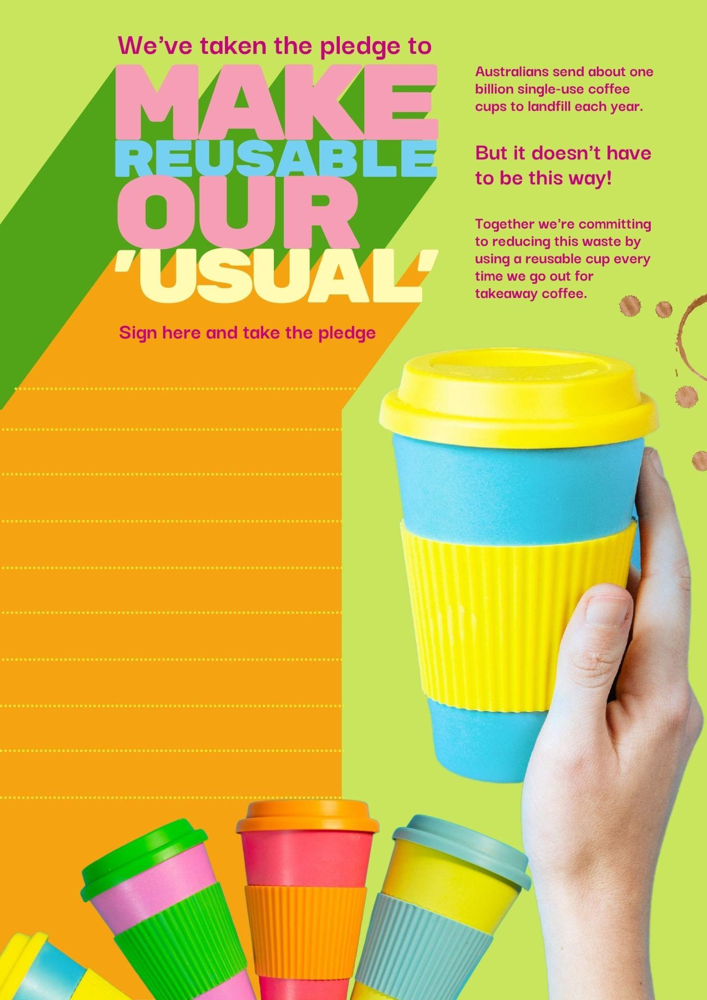 We've taken the pledge to
MAKE
REUSABLE
OUR
'USUAL'
Sign here and take the pledge
Australians send about one
billion single-use coffee
cups to landfill each year.
But it doesn't have
to be this way!
Together we're committing
to reducing this waste by
using a reusable cup every
time we go out for
takeaway coffee.